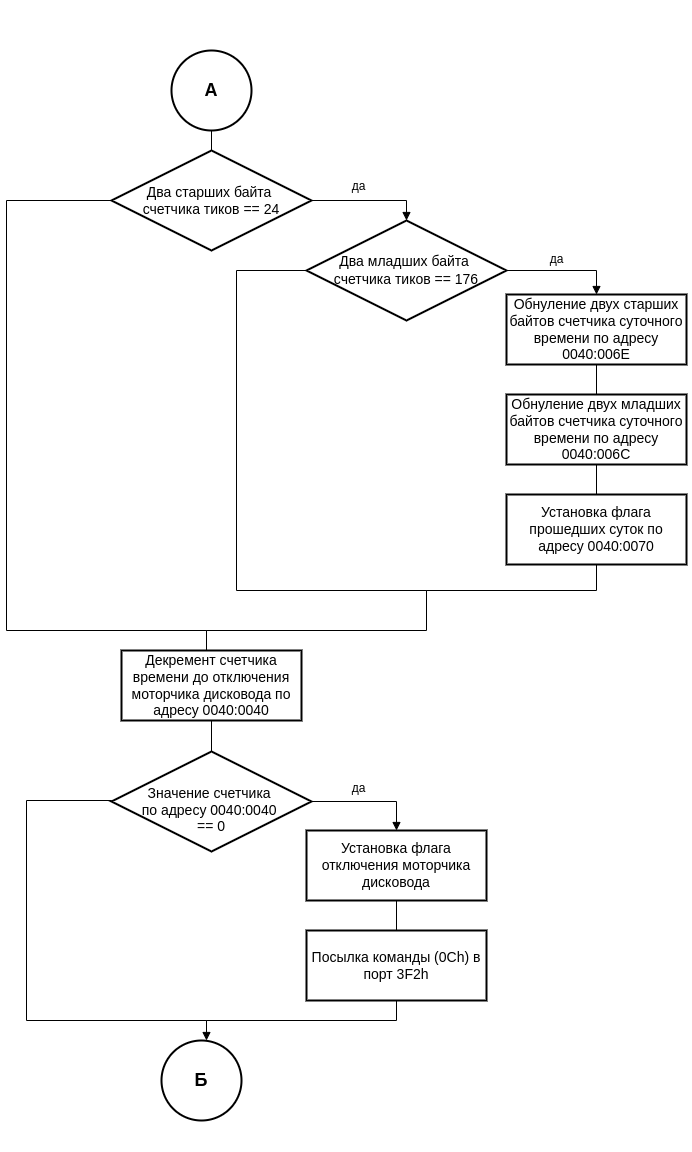 А
Два старших байта
счетчика тиков == 24
да
Два младших байта
счетчика тиков == 176
да
Обнуление двух старших
байтов счетчика суточного
времени по адресу
0040:006E
Обнуление двух младших
байтов счетчика суточного
времени по адресу
0040:006C
Установка флага
прошедших суток по
адресу 0040:0070
Декремент счетчика
времени до отключения
моторчика дисковода по
адресу 0040:0040
Значение счетчика
по адресу 0040:0040
== 0
да
Установка флага
отключения моторчика
дисковода
Посылка команды (0Ch) в
порт 3F2h
Б